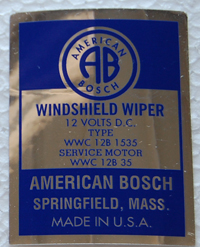 AMERICAN
AB
BOSCH
WINDSHIELD WIPER
12 VOLTS D.C.
TYPE
WWC 12B 1535
SERVICE MOTOR
WWC 12B 35
AMERICAN BOSCH
SPRINGFIELD, MASS.
MADE IN U.S.A.